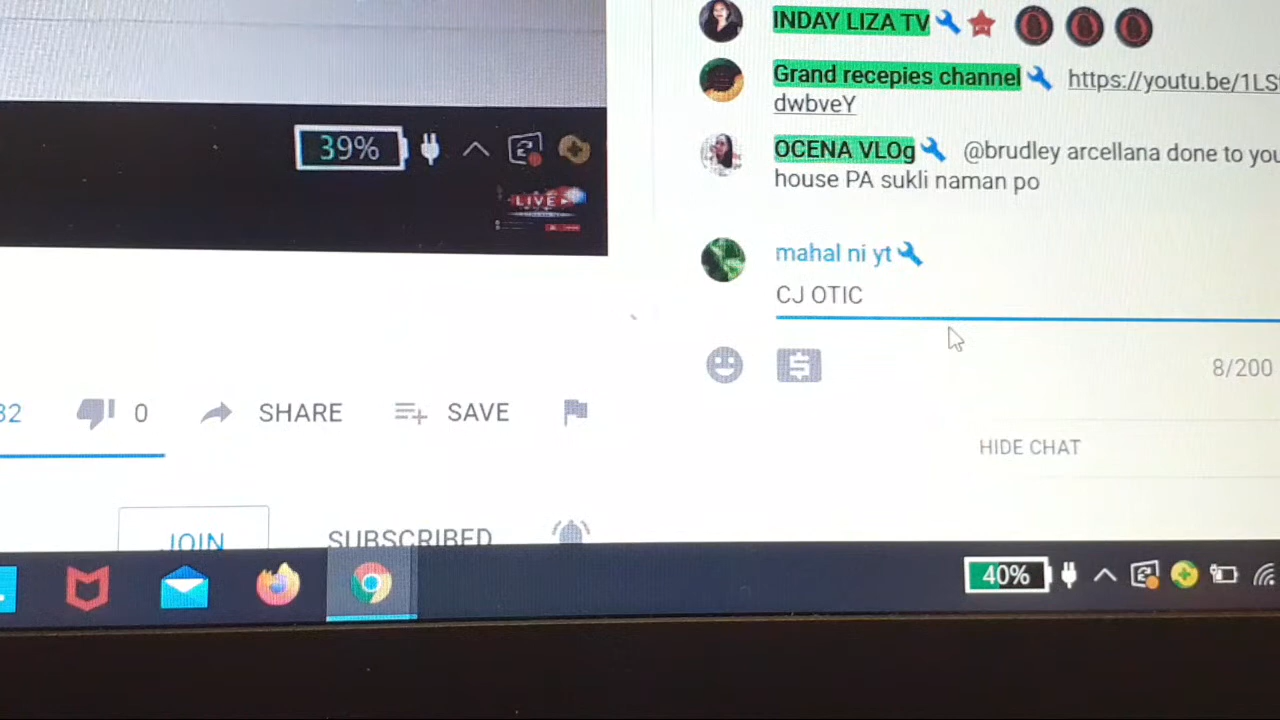 INDAY LIZA TV
Grand recepies channel https://youtu.be/1LS
dwbveY
39%
OCENA VLOg @brudley arcellana done to you
house PA sukli naman po
LIVE
mahal ni yt
CJ OTIC
8/200
32 0 SHARE SAVE
HIDE CHAT
JOIN SUBSCRIBED
40%